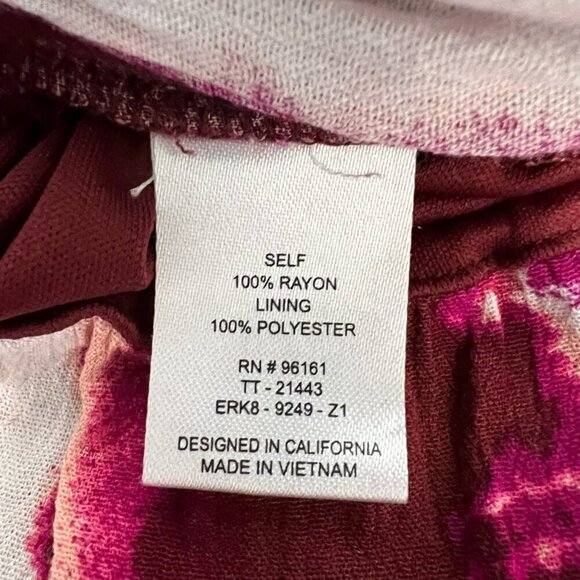 SELF
100% RAYON
LINING
100% POLYESTER
RN # 96161
TT - 21443
ERK8 - 9249 - Z1
DESIGNED IN CALIFORNIA
MADE IN VIETNAM